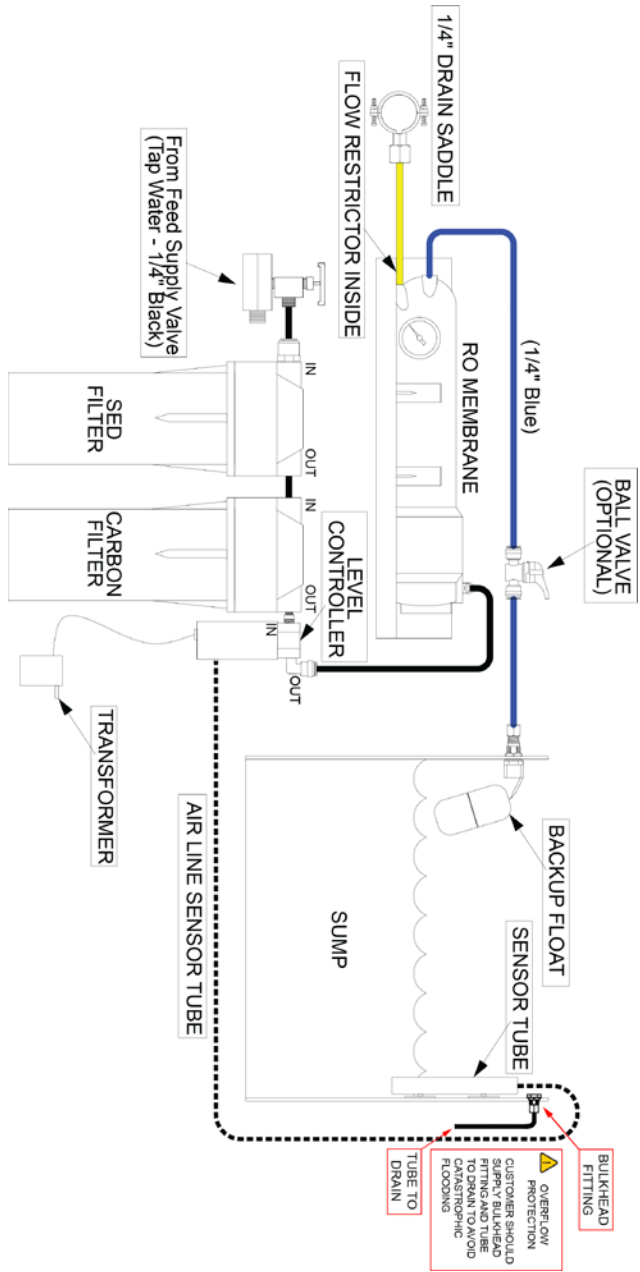 1/4" DRAIN SADDLE
FLOW RESTRICTOR INSIDE
From Feed Supply Valve
(Tap Water - 1/4" Black)
(1/4" Blue)
RO MEMBRANE
BALL VALVE
(OPTIONAL)
IN
OUT
SED
FILTER
IN
OUT
CARBON
FILTER
LEVEL
CONTROLLER
IN
OUT
TRANSFORMER
AIR LINE SENSOR TUBE
BACKUP FLOAT
SENSOR TUBE
SUMP
BULKHEAD
FITTING
OVERFLOW
PROTECTION
CUSTOMER SHOULD
SUPPLY BULKHEAD
FITTING AND TUBE
TO DRAIN TO AVOID
CATASTROPHIC
FLOODING
TUBE TO
DRAIN